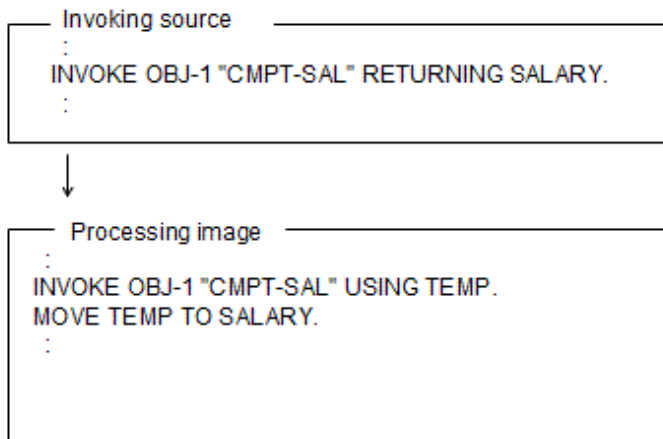 Invoking source
:
INVOKE OBJ-1 "CMPT-SAL" RETURNING SALARY.
:
Processing image
:
INVOKE OBJ-1 "CMPT-SAL" USING TEMP.
MOVE TEMP TO SALARY.
: